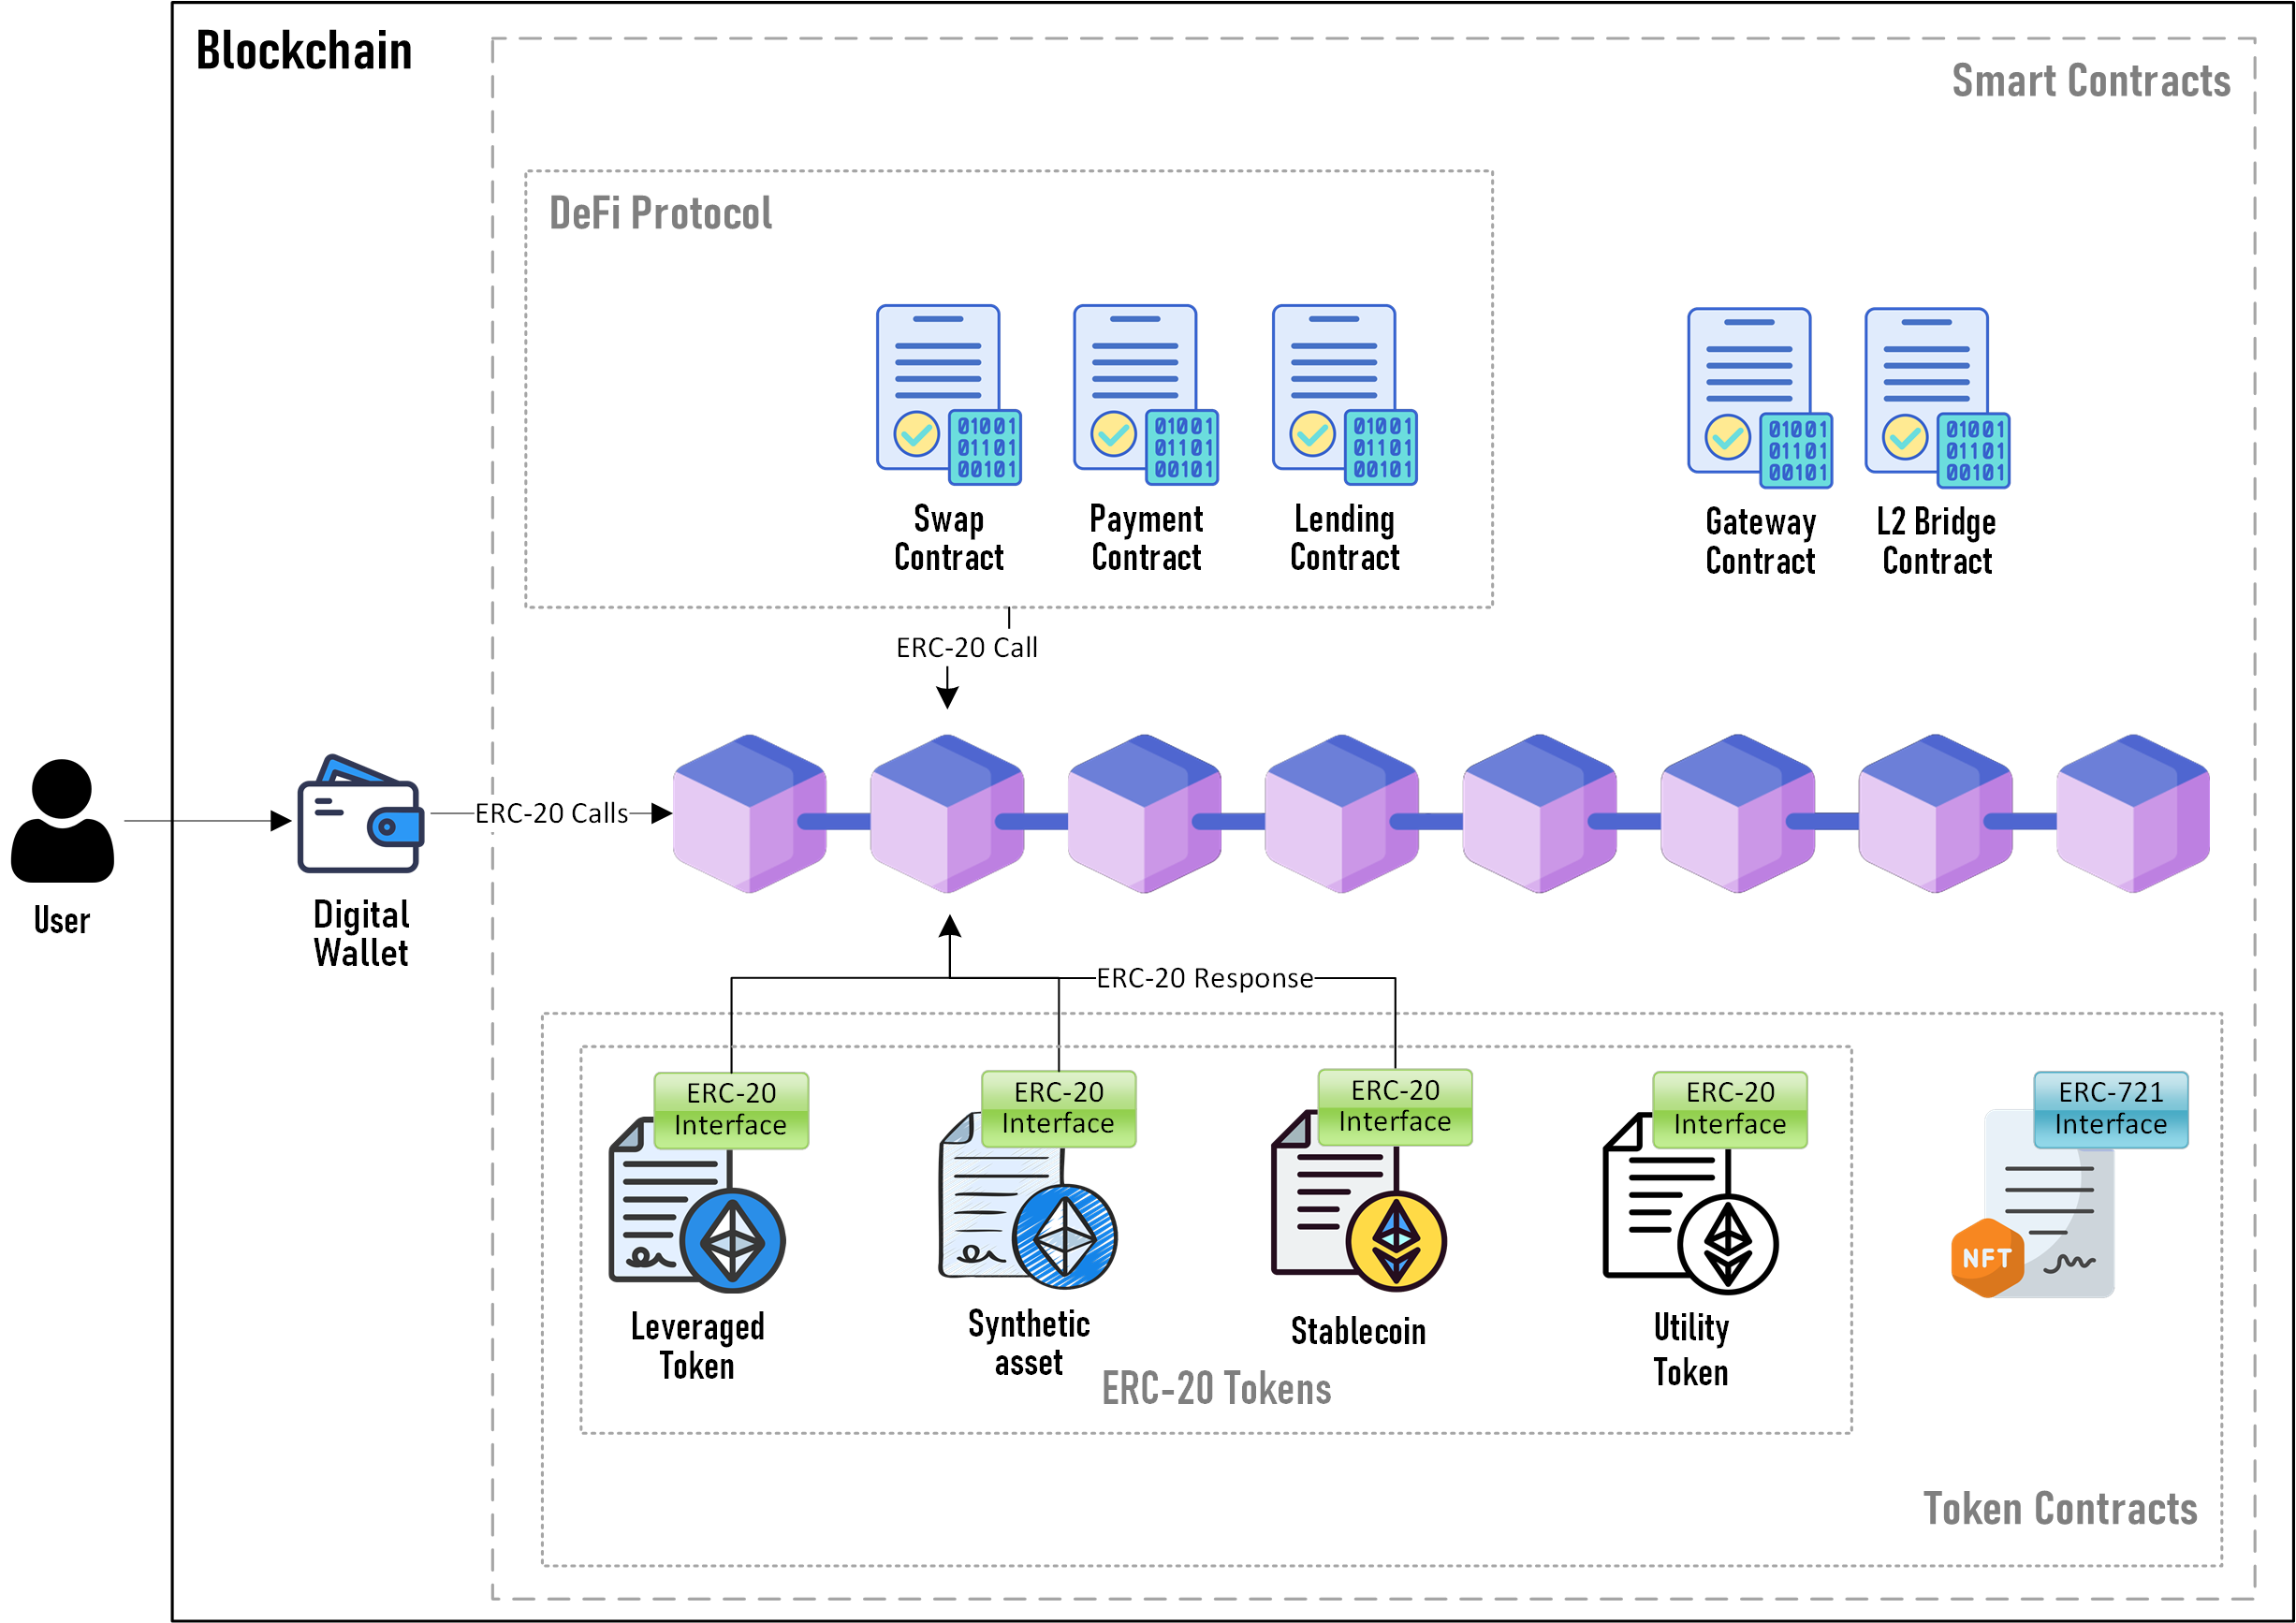 Blockchain
Smart Contracts
DeFi Protocol
01001
01101
00101
01001
01101
00101
01001
01101
00101
01001
01101
00101
01001
01101
00101
Swap
Contract
Payment
Contract
Lending
Contract
Gateway
Contract
L2 Bridge
Contract
ERC-20 Call
ERC-20 Calls
User
Digital
Wallet
ERC-20 Response
ERC-20
Interface
ERC-20
Interface
ERC-20
Interface
ERC-20
Interface
ERC-721
Interface
NFT
Leveraged
Token
Synthetic
asset
Stablecoin
Utility
Token
ERC-20 Tokens
Token Contracts